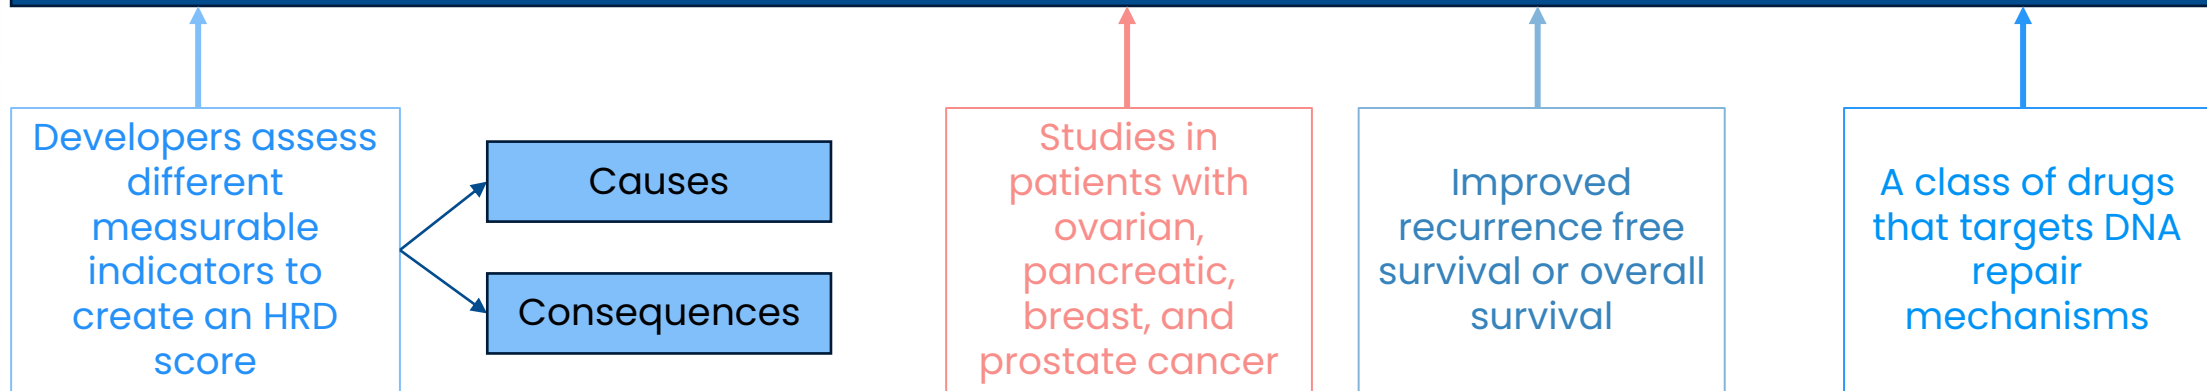 Developers assess
different
measurable
indicators to
create an HRD
score
Causes
Consequences
Studies in
patients with
ovarian,
pancreatic,
breast, and
prostate cancer
Improved
recurrence free
survival or overall
survival
A class of drugs
that targets DNA
repair
mechanisms